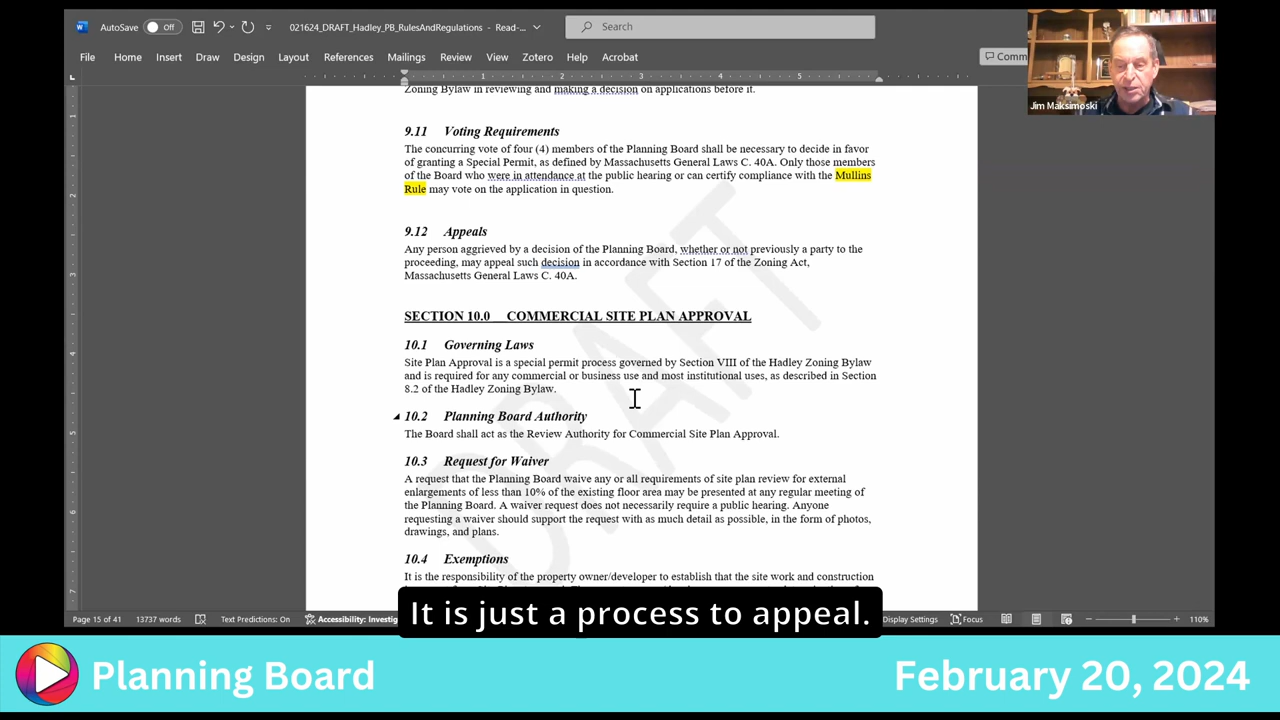 AutoSave Off 021624_DRAFT_Hadley_PB_RulesAndRegulations - Read-... Search
File Home Insert Draw Design Layout References Mailings Review View Zotero Help Acrobat Comm
Jim Maksimoski
1 2 3 4 5
Zoning Bylaw in reviewing and making a decision on applications before it.
9.11 Voting Requirements
The concurring vote of four (4) members of the Planning Board shall be necessary to decide in favor
of granting a Special Permit, as defined by Massachusetts General Laws C. 40A. Only those members
of the Board who were in attendance at the public hearing or can certify compliance with the Mullins
Rule may vote on the application in question.
9.12 Appeals
Any person aggrieved by a decision of the Planning Board, whether or not previously a party to the
proceeding, may appeal such decision in accordance with Section 17 of the Zoning Act,
Massachusetts General Laws C. 40A.
SECTION 10.0 COMMERCIAL SITE PLAN APPROVAL
10.1 Governing Laws
Site Plan Approval is a special permit process governed by Section VIII of the Hadley Zoning Bylaw
and is required for any commercial or business use and most institutional uses, as described in Section
8.2 of the Hadley Zoning Bylaw.
10.2 Planning Board Authority
The Board shall act as the Review Authority for Commercial Site Plan Approval.
10.3 Request for Waiver
A request that the Planning Board waive any or all requirements of site plan review for external
enlargements of less than 10% of the existing floor area may be presented at any regular meeting of
the Planning Board. A waiver request does not necessarily require a public hearing. Anyone
requesting a waiver should support the request with as much detail as possible, in the form of photos,
drawings, and plans.
10.4 Exemptions
It is the responsibility of the property owner/developer to establish that the site work and construction
DRAFT
It is just a process to appeal.
Page 15 of 41 13737 words Text Predictions: On Accessibility: Investig Display Settings Focus 110%
Planning Board February 20, 2024